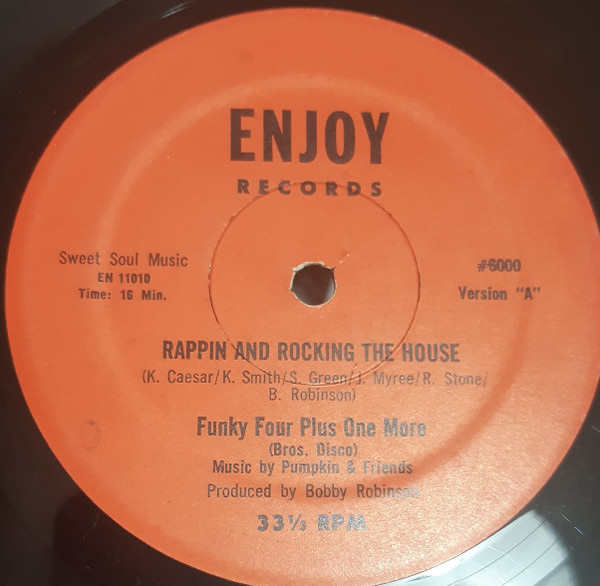 ENJOY
RECORDS
Sweet Soul Music
EN 11010
Time: 16 Min.
#6000
Version "A"
RAPPIN AND ROCKING THE HOUSE
(K. Caesar/K. Smith/S. Green/J. Myree/R. Stone/
B. Robinson)
Funky Four Plus One More
(Bros. Disco)
Music by Pumpkin & Friends
Produced by Bobby Robinson
33⅓ RPM